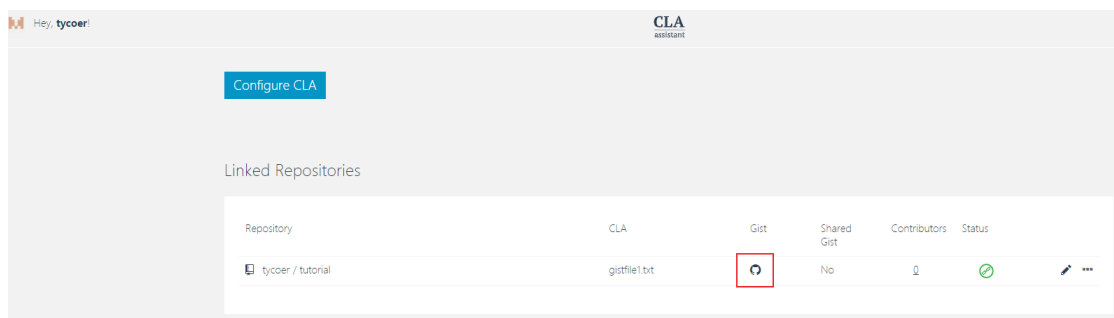 Hey, tycoer!
CLA
assistant
Configure CLA
Linked Repositories
Repository CLA Gist Shared Gist Contributors Status
tycoer / tutorial gistfile1.txt No 0